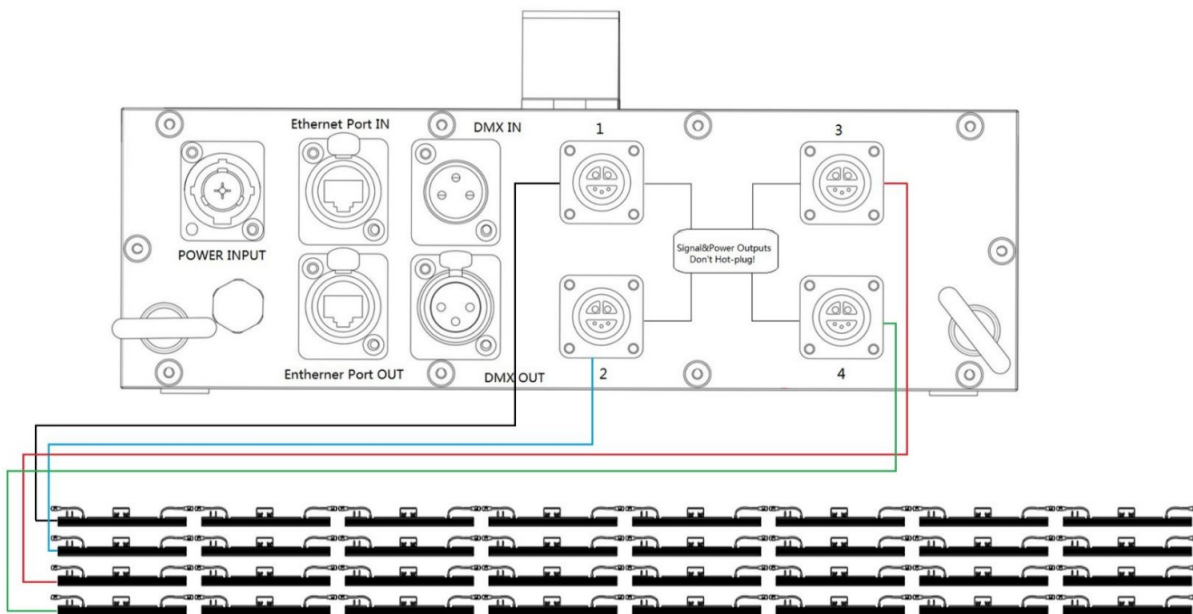 Ethernet Port IN
DMX IN
1
3
POWER INPUT
Signal&Power Outputs
Don't Hot-plug!
Entherner Port OUT
DMX OUT
2
4